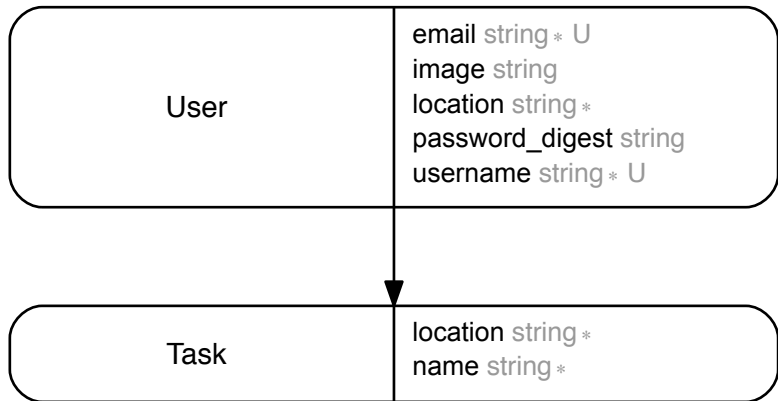 User
email string * U
image string
location string *
password_digest string
username string * U
Task
location string *
name string *